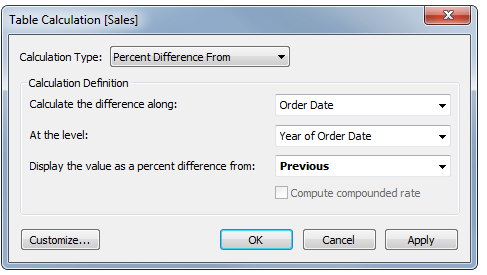 Table Calculation [Sales]
Calculation Type: Percent Difference From
Calculation Definition
Calculate the difference along: Order Date
At the level: Year of Order Date
Display the value as a percent difference from: Previous
Compute compounded rate
Customize... OK Cancel Apply